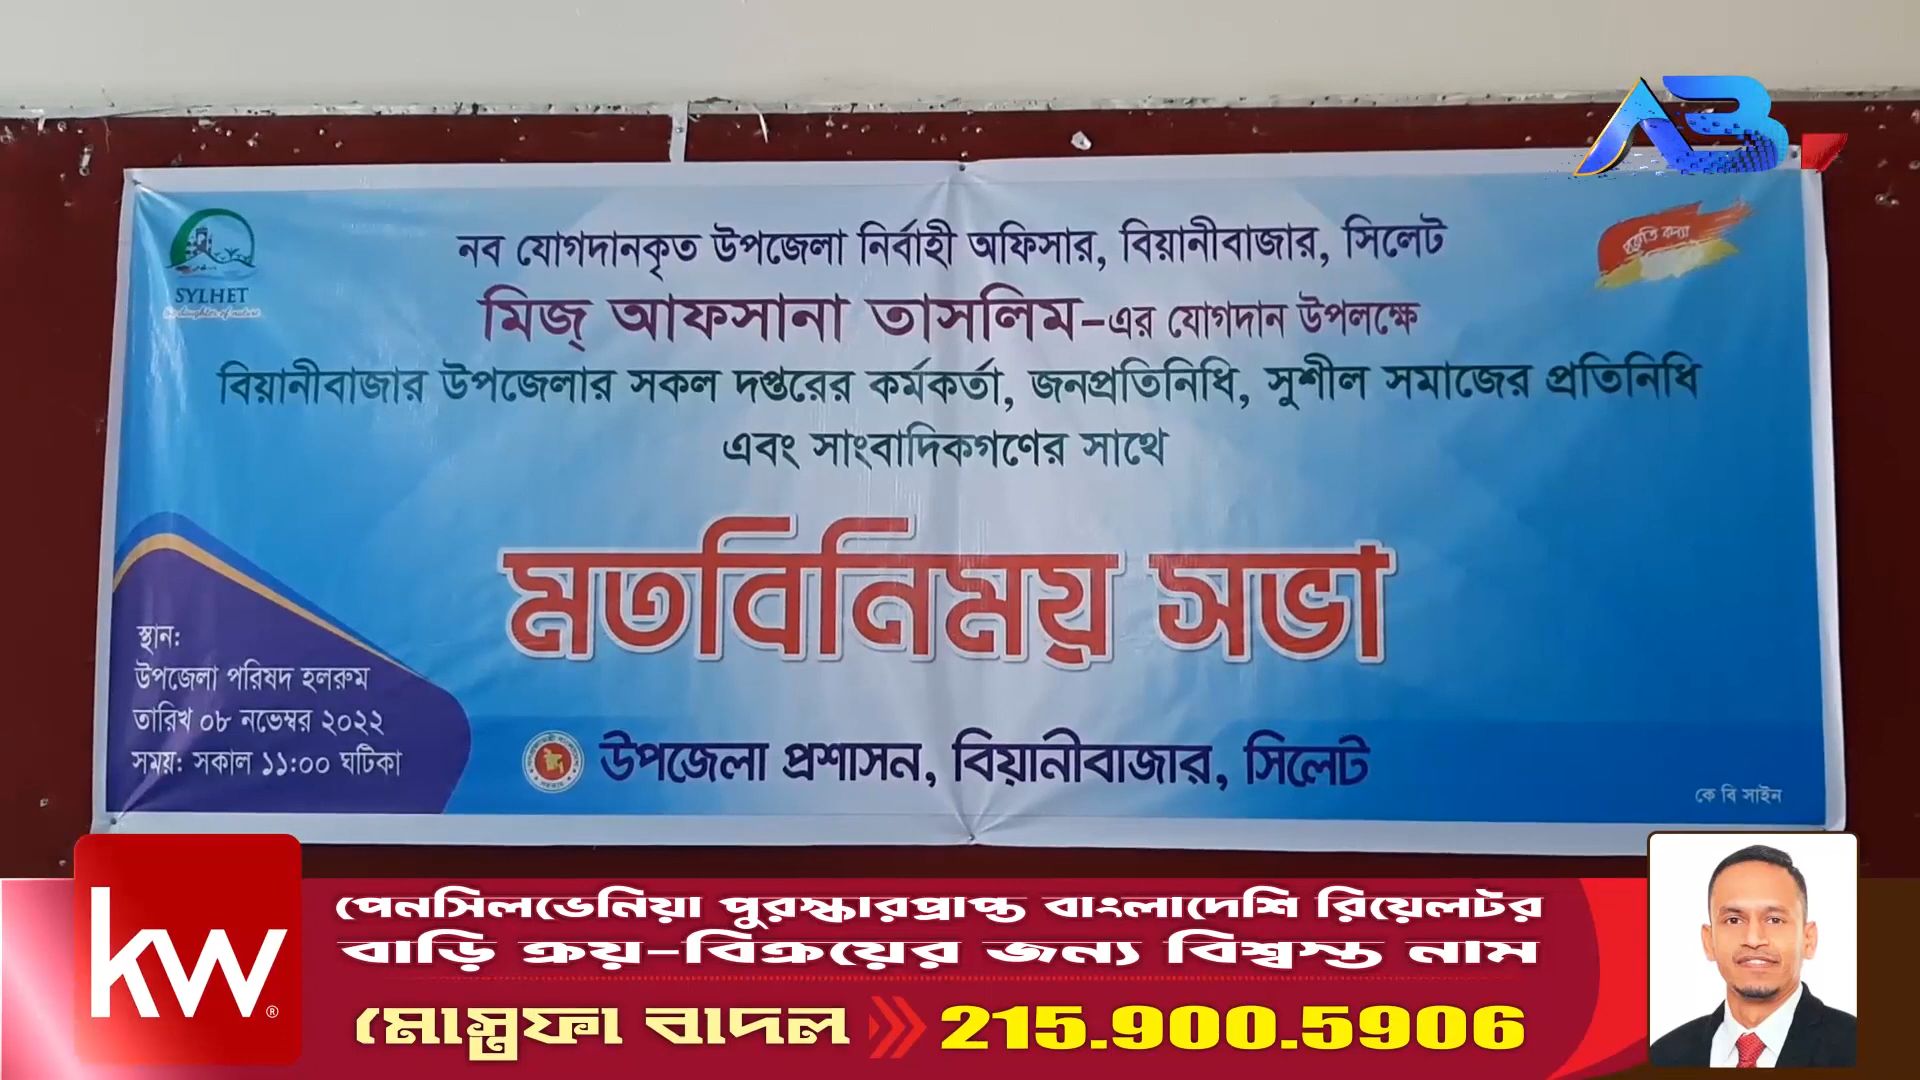 AB
নব যোগদানকৃত উপজেলা নির্বাহী অফিসার, বিয়ানীবাজার, সিলেট
মিজ্ আফসানা তাসলিম-এর যোগদান উপলক্ষে
বিয়ানীবাজার উপজেলার সকল দপ্তরের কর্মকর্তা, জনপ্রতিনিধি, সুশীল সমাজের প্রতিনিধি
এবং সাংবাদিকগণের সাথে
SYLHET
মতবিনিময় সভা
স্থান:
উপজেলা পরিষদ হলরুম
তারিখ ০৮ নভেম্বর ২০২২
সময়: সকাল ১১:০০ ঘটিকা
উপজেলা প্রশাসন, বিয়ানীবাজার, সিলেট
কে বি সাইন
kw
পেনসিলভেনিয়া পুরস্কারপ্রাপ্ত বাংলাদেশি রিয়েলটর
বাড়ি ক্রয়-বিক্রয়ের জন্য বিশ্বস্ত নাম
মোস্তফা বাদল 215.900.5906